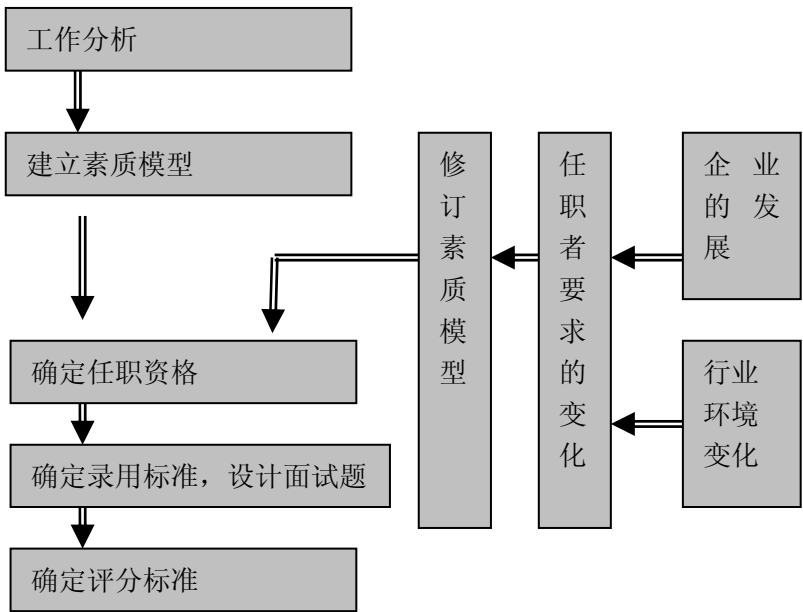 工作分析
建立素质模型
确定任职资格
确定录用标准，设计面试题
确定评分标准
修订素质模型
任职者要求的变化
企业
的发
展
行业
环境
变化